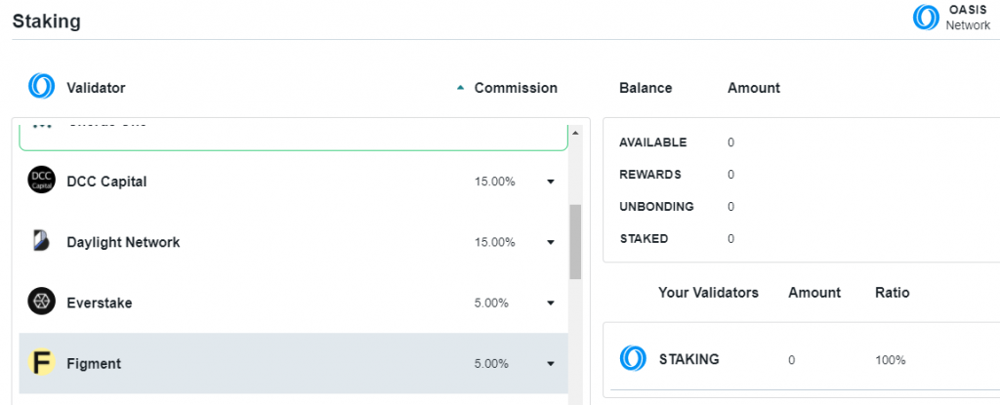 Staking
OASIS
Network
Validator
Commission
Balance
Amount
DCC
Capital
DCC Capital
15.00%
Daylight Network
15.00%
Everstake
5.00%
F
Figment
5.00%
AVAILABLE
0
REWARDS
0
UNBONDING
0
STAKED
0
Your Validators
Amount
Ratio
STAKING
0
100%